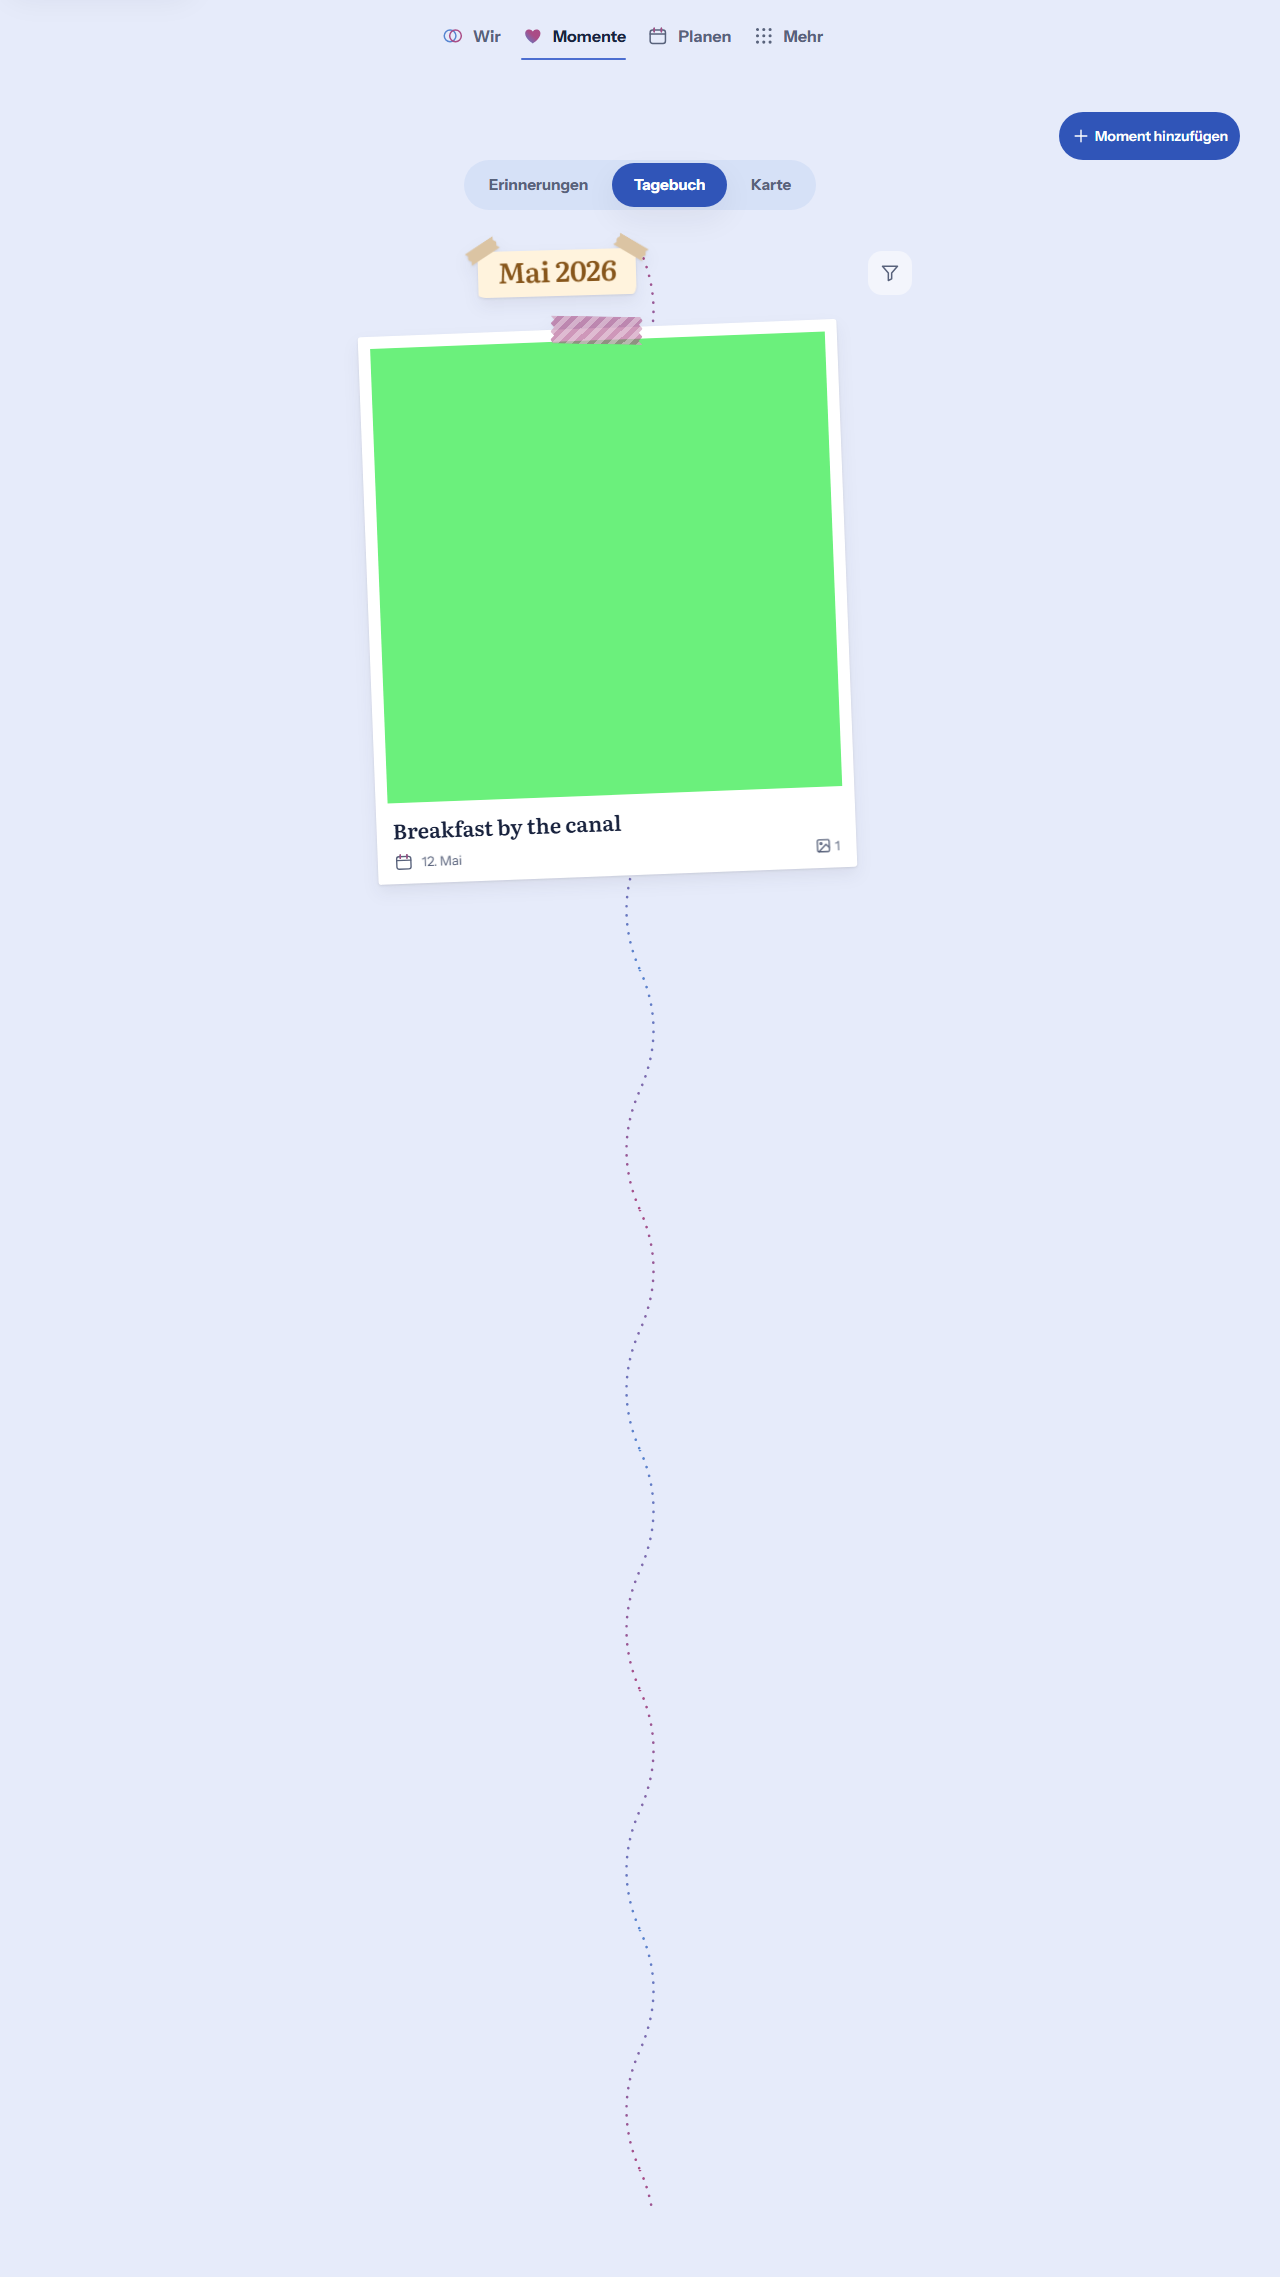 Wir Momente Planen Mehr
Moment hinzufügen
Erinnerungen Tagebuch Karte
Mai 2026
Breakfast by the canal
12. Mai
1